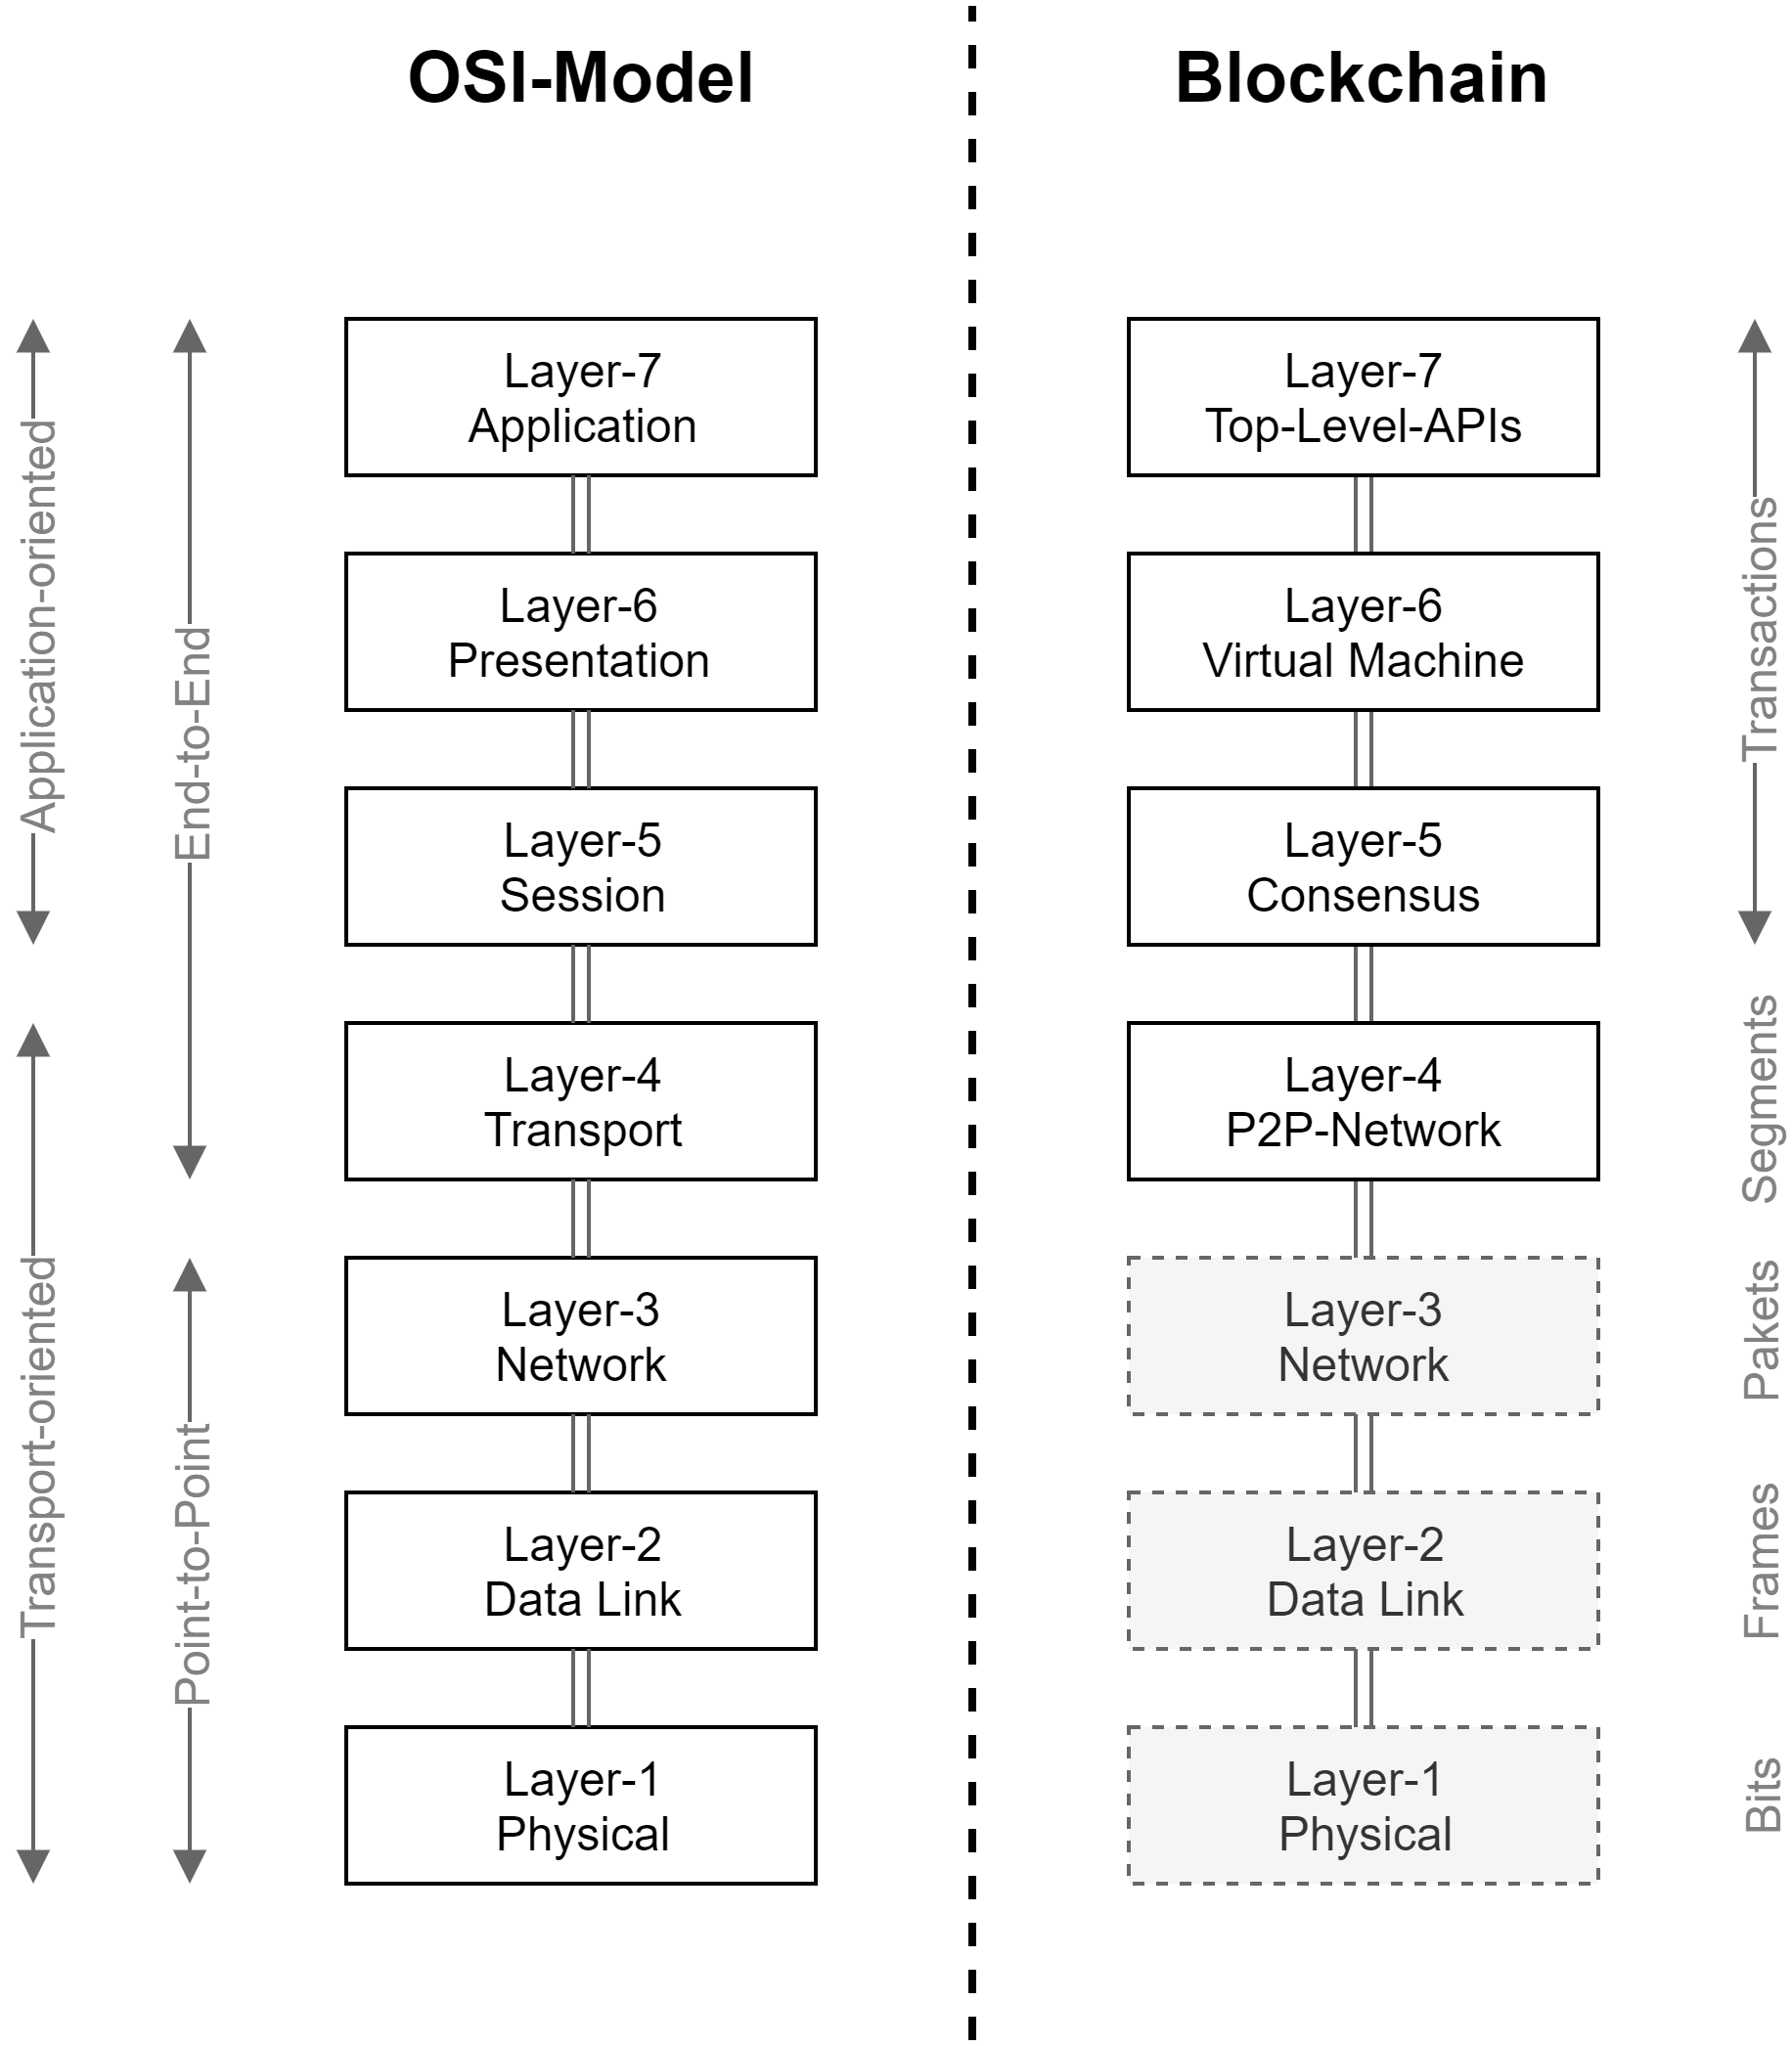 OSI-Model
Blockchain
Application-oriented
Transport-oriented
End-to-End
Point-to-Point
Layer-7
Application
Layer-6
Presentation
Layer-5
Session
Layer-4
Transport
Layer-3
Network
Layer-2
Data Link
Layer-1
Physical
Layer-7
Top-Level-APIs
Layer-6
Virtual Machine
Layer-5
Consensus
Layer-4
P2P-Network
Layer-3
Network
Layer-2
Data Link
Layer-1
Physical
Transactions
Segments
Pakets
Frames
Bits